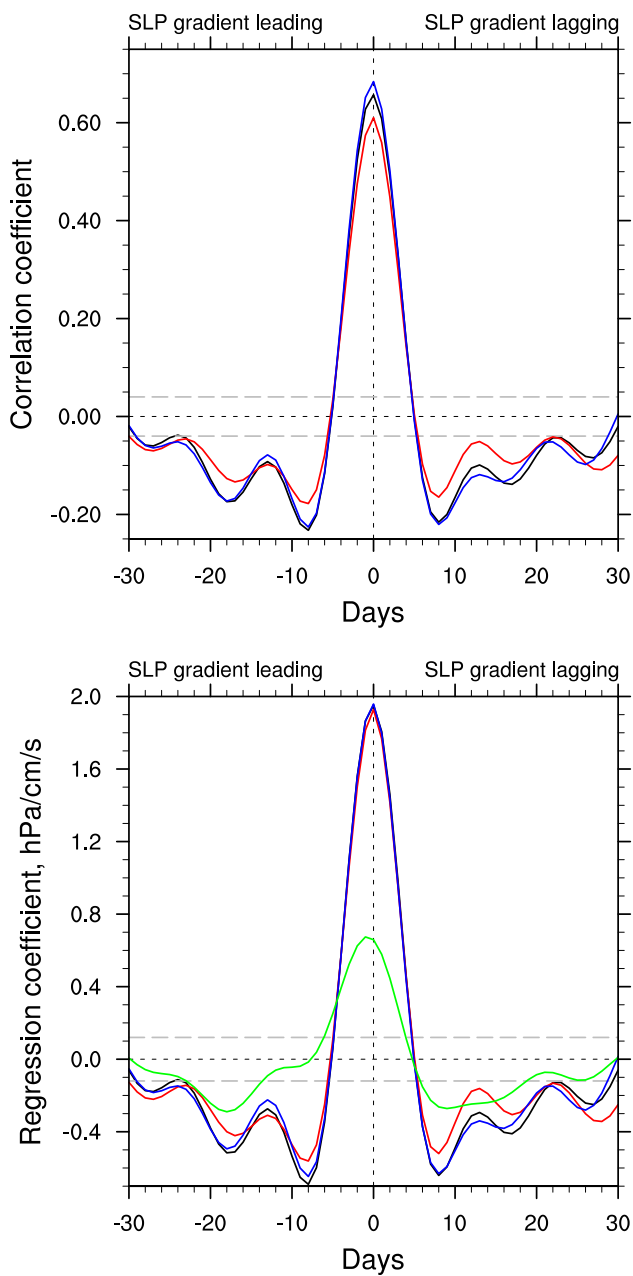 SLP gradient leading SLP gradient lagging
0.60
0.40
0.20
0.00
-0.20
Correlation coefficient
-30 -20 -10 0 10 20 30
Days
SLP gradient leading SLP gradient lagging
2.0
1.6
1.2
0.8
0.4
0.0
-0.4
Regression coefficient, hPa/cm/s
-30 -20 -10 0 10 20 30
Days